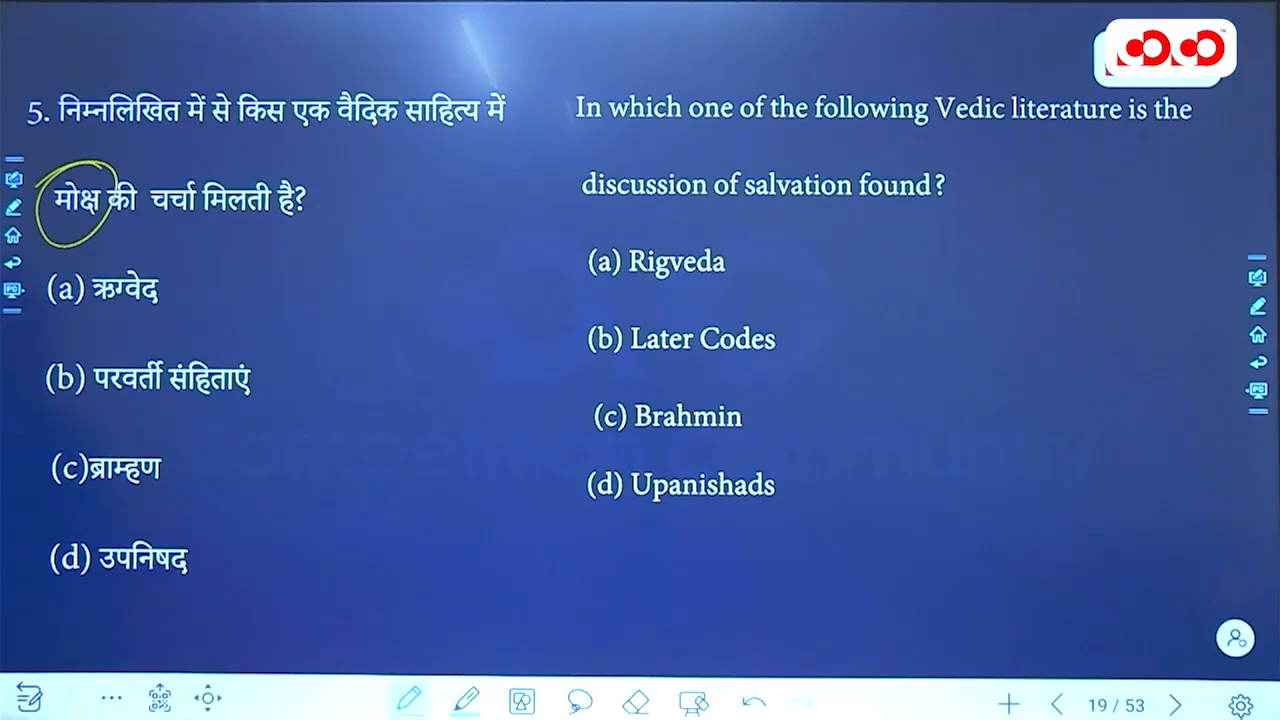 5. निम्नलिखित में से किस एक वैदिक साहित्य में
मोक्ष की चर्चा मिलती है?
(a) ऋग्वेद
(b) परवर्ती संहिताएं
(c)ब्राम्हण
(d) उपनिषद
In which one of the following Vedic literature is the
discussion of salvation found?
(a) Rigveda
(b) Later Codes
(c) Brahmin
(d) Upanishads
19 / 53